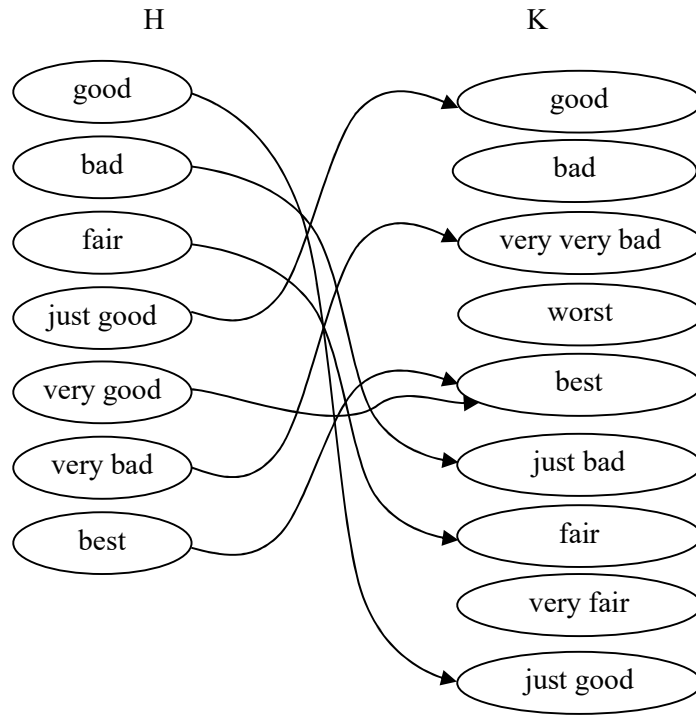 H
K
good
bad
fair
just good
very good
very bad
best
good
bad
very very bad
worst
best
just bad
fair
very fair
just good